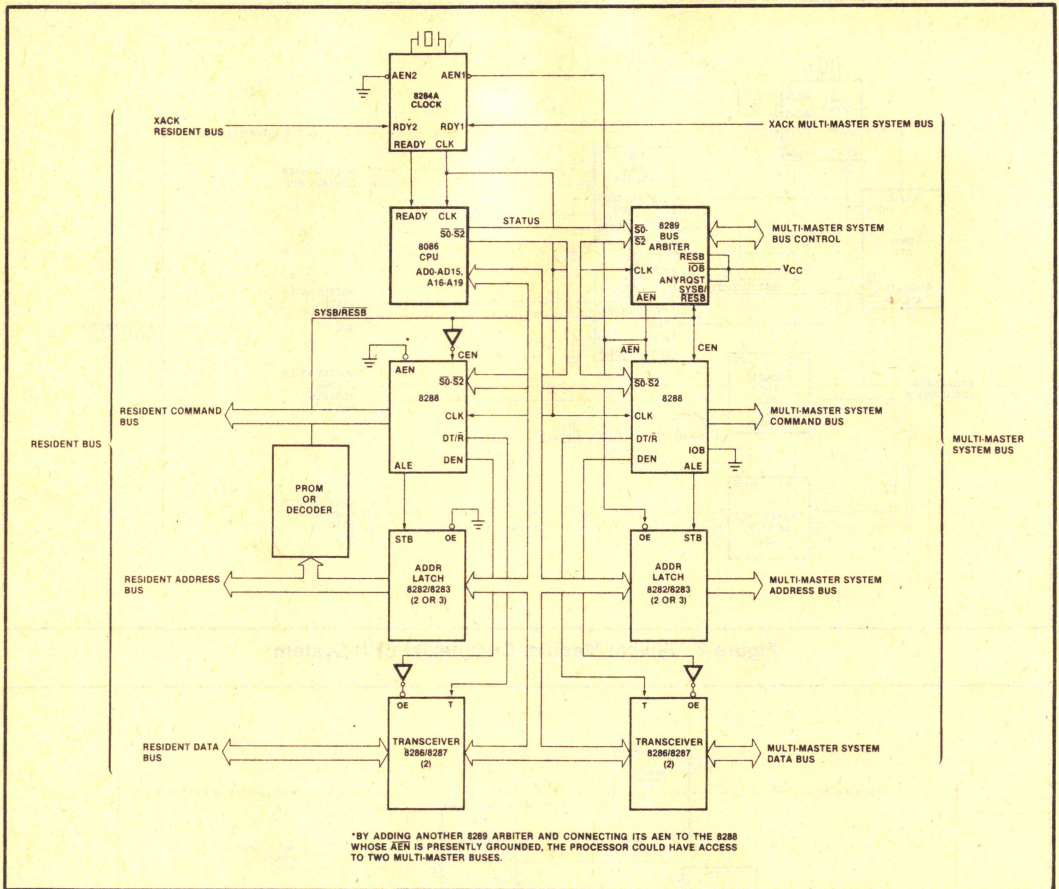 AEN2 AEN1
8284A
CLOCK
XACK
RESIDENT BUS
RDY2 RDY1
XACK MULTI-MASTER SYSTEM BUS
READY CLK
READY CLK
STATUS
S0-S2
8086
CPU
AD0-AD15,
A16-A19
S0-
S2
8289
BUS
ARBITER
RESB
IOB
CLK
ANYRQST
SYSB/
RESB
AEN
MULTI-MASTER SYSTEM
BUS CONTROL
VCC
SYSB/RESB
*
CEN
AEN
CEN
AEN
S0-S2
8288
CLK
DT/R
DEN
ALE
S0-S2
8288
CLK
DT/R
DEN
IOB
ALE
RESIDENT COMMAND
BUS
MULTI-MASTER SYSTEM
COMMAND BUS
RESIDENT BUS
MULTI-MASTER
SYSTEM BUS
PROM
OR
DECODER
STB OE
ADDR
LATCH
8282/8283
(2 OR 3)
OE STB
ADDR
LATCH
8282/8283
(2 OR 3)
RESIDENT ADDRESS
BUS
MULTI-MASTER SYSTEM
ADDRESS BUS
OE T
TRANSCEIVER
8286/8287
(2)
T OE
TRANSCEIVER
8286/8287
(2)
RESIDENT DATA
BUS
MULTI-MASTER SYSTEM
DATA BUS
*BY ADDING ANOTHER 8289 ARBITER AND CONNECTING ITS AEN TO THE 8288
WHOSE AEN IS PRESENTLY GROUNDED, THE PROCESSOR COULD HAVE ACCESS
TO TWO MULTI-MASTER BUSES.